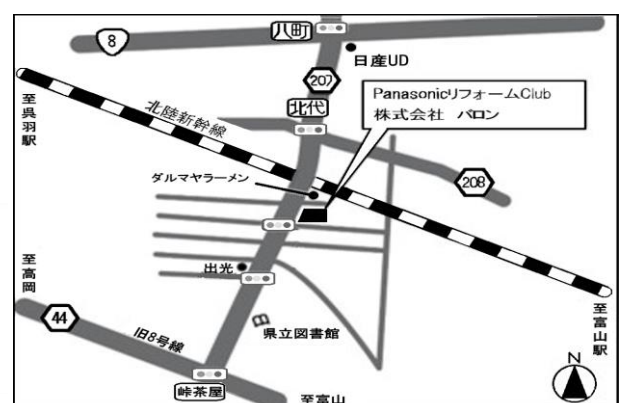 8
八町
日産UD
207
至呉羽駅
北陸新幹線
北代
PanasonicリフォームClub
株式会社 バロン
ダルマヤラーメン
208
至高岡
出光
44
旧8号線
県立図書館
至富山駅
峠茶屋
至富山
N